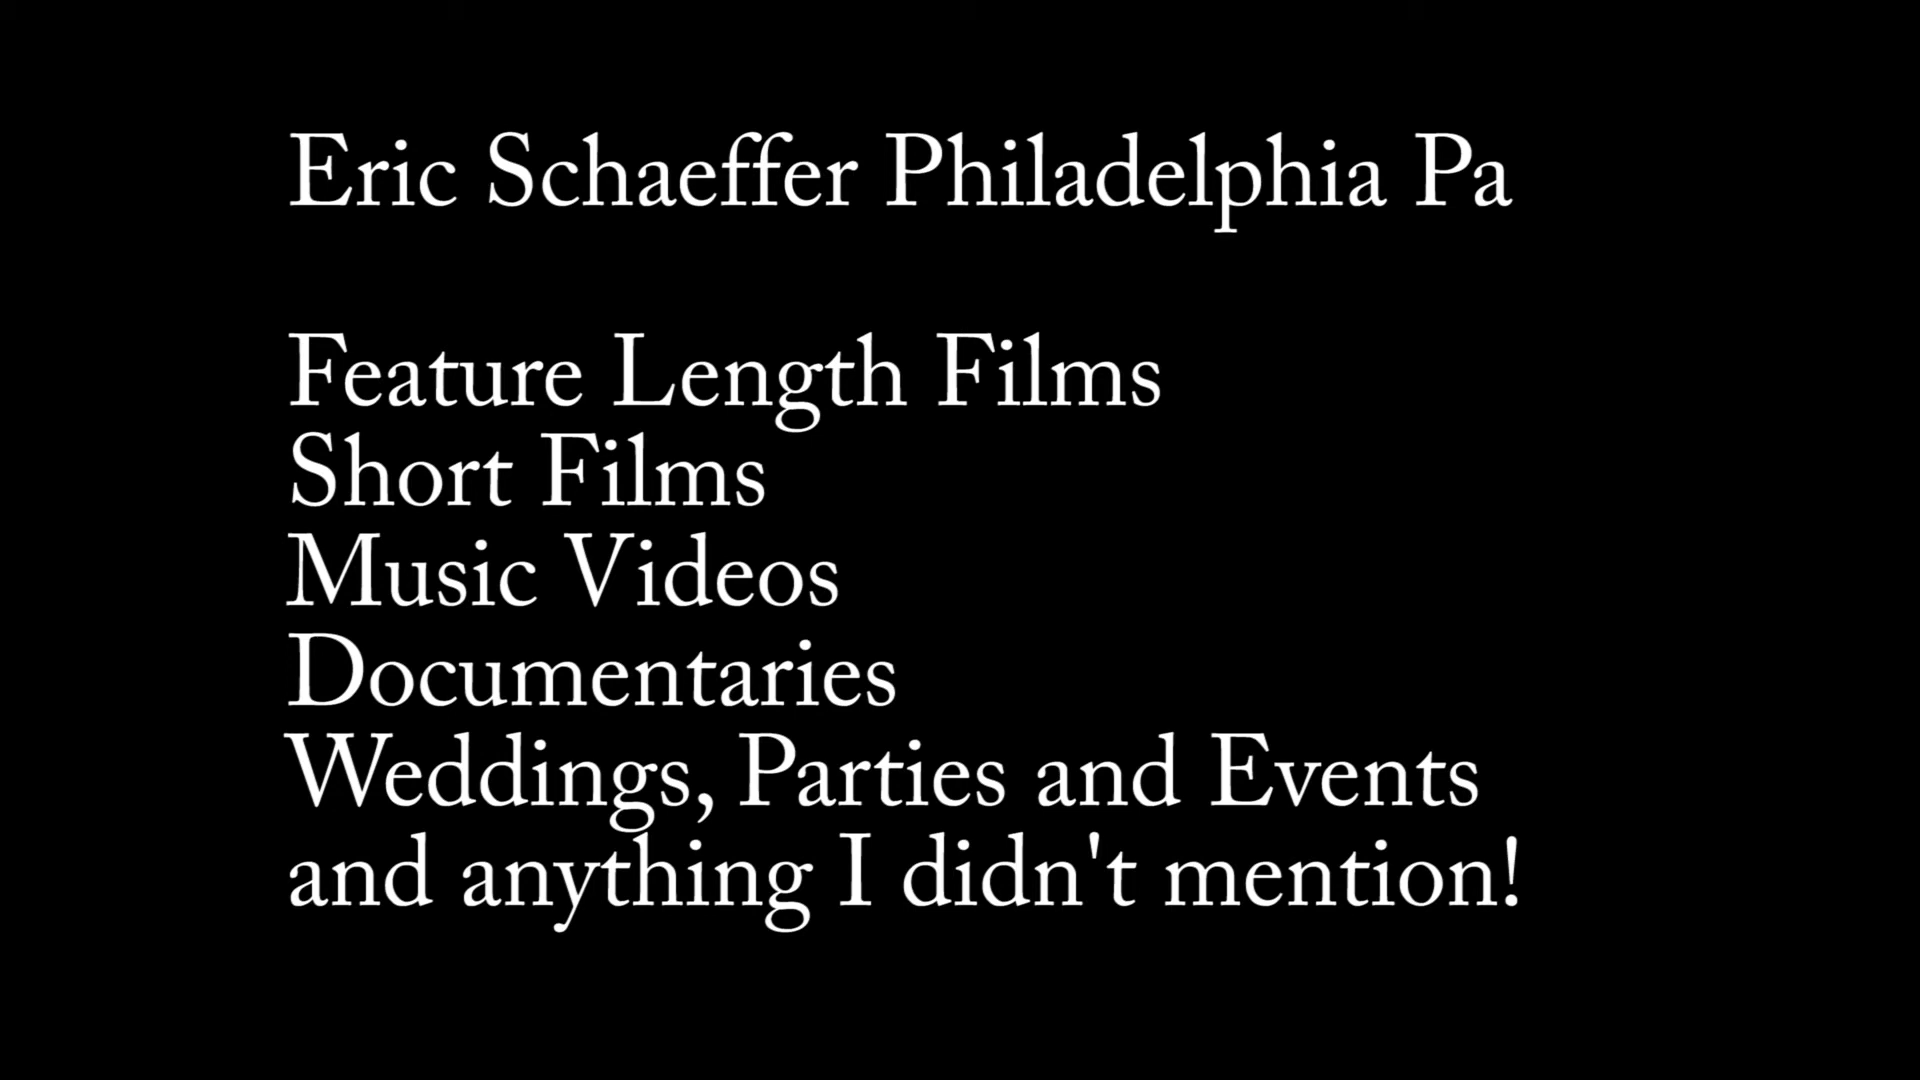 Eric Schaeffer Philadelphia Pa
Feature Length Films
Short Films
Music Videos
Documentaries
Weddings, Parties and Events
and anything I didn't mention!